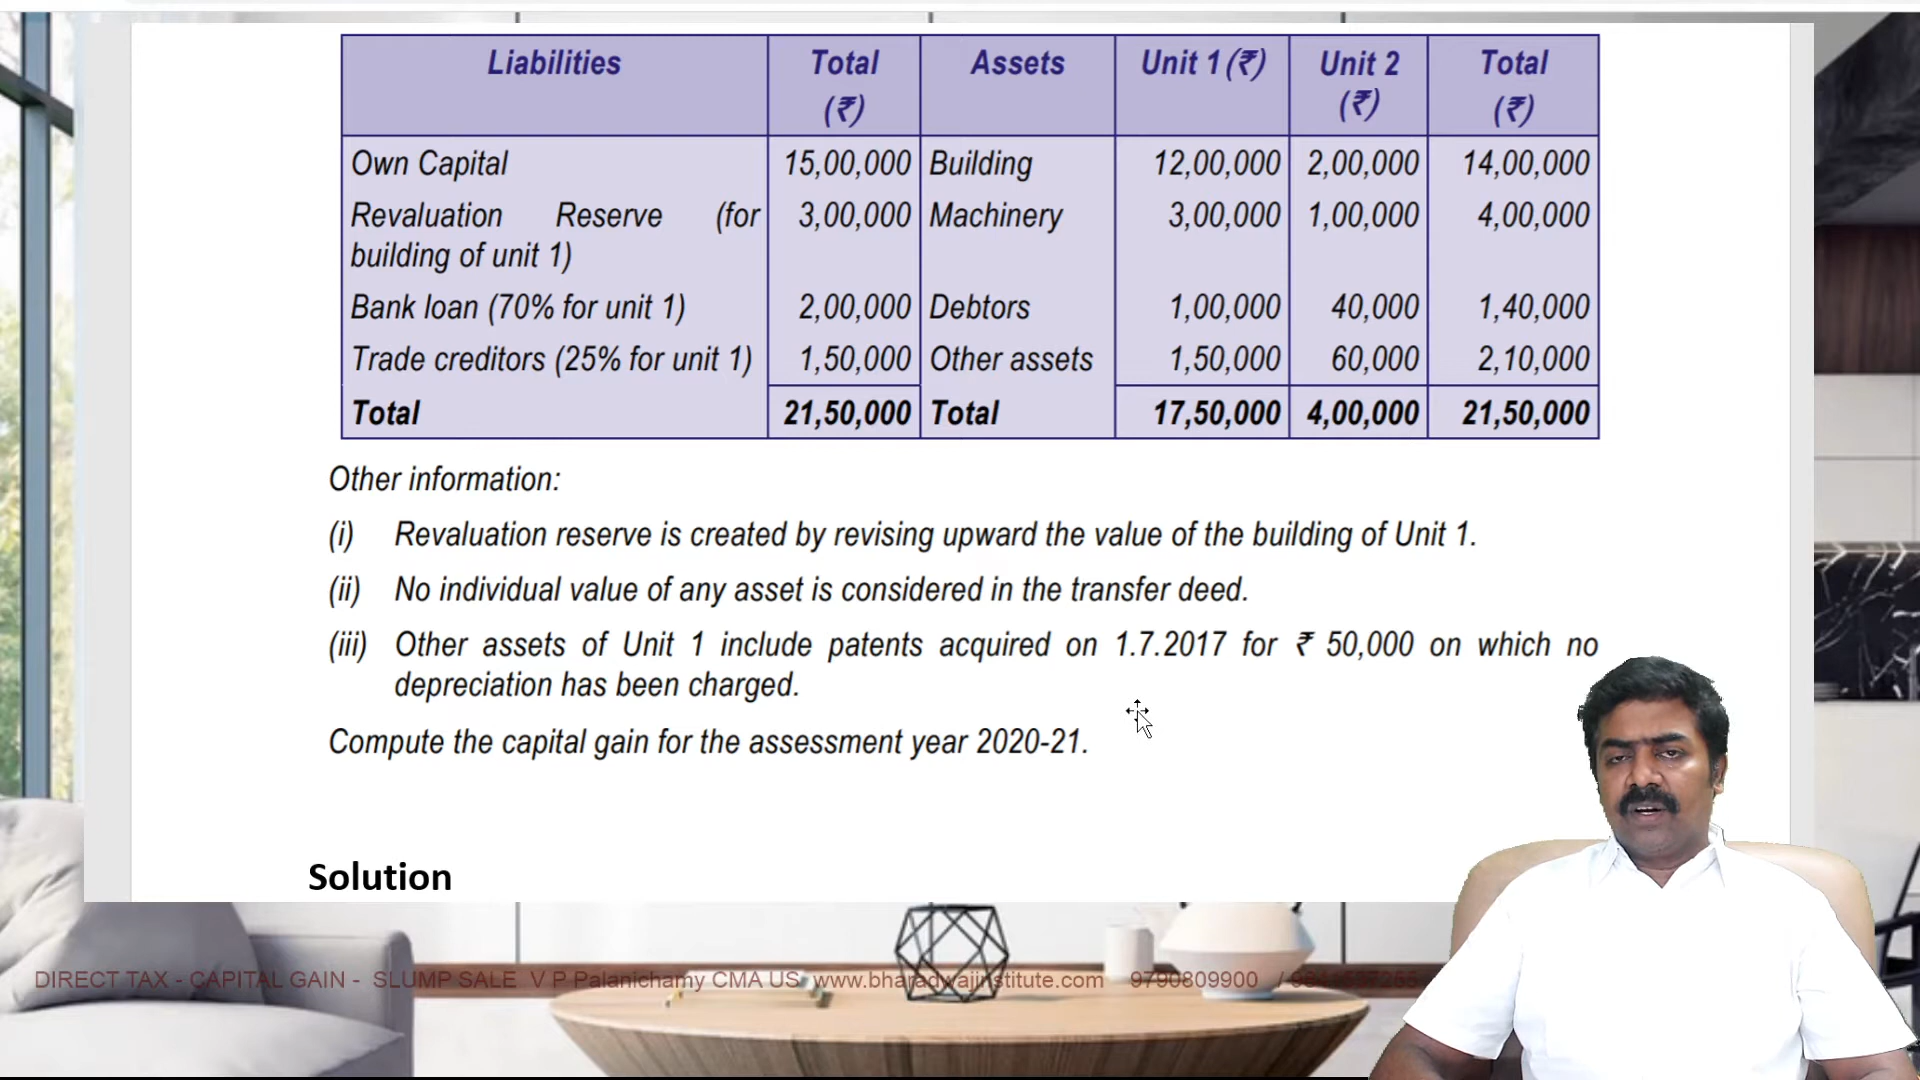 Liabilities Total (₹) Assets Unit 1 (₹) Unit 2 (₹) Total (₹)
Own Capital 15,00,000 Building 12,00,000 2,00,000 14,00,000
Revaluation Reserve (for building of unit 1) 3,00,000 Machinery 3,00,000 1,00,000 4,00,000
Bank loan (70% for unit 1) 2,00,000 Debtors 1,00,000 40,000 1,40,000
Trade creditors (25% for unit 1) 1,50,000 Other assets 1,50,000 60,000 2,10,000
Total 21,50,000 Total 17,50,000 4,00,000 21,50,000
Other information:
(i) Revaluation reserve is created by revising upward the value of the building of Unit 1.
(ii) No individual value of any asset is considered in the transfer deed.
(iii) Other assets of Unit 1 include patents acquired on 1.7.2017 for ₹ 50,000 on which no
depreciation has been charged.
Compute the capital gain for the assessment year 2020-21.
Solution
DIRECT TAX - CAPITAL GAIN - SLUMP SALE V P Palanichamy CMA US www.bharadwajinstitute.com 9790809900 /